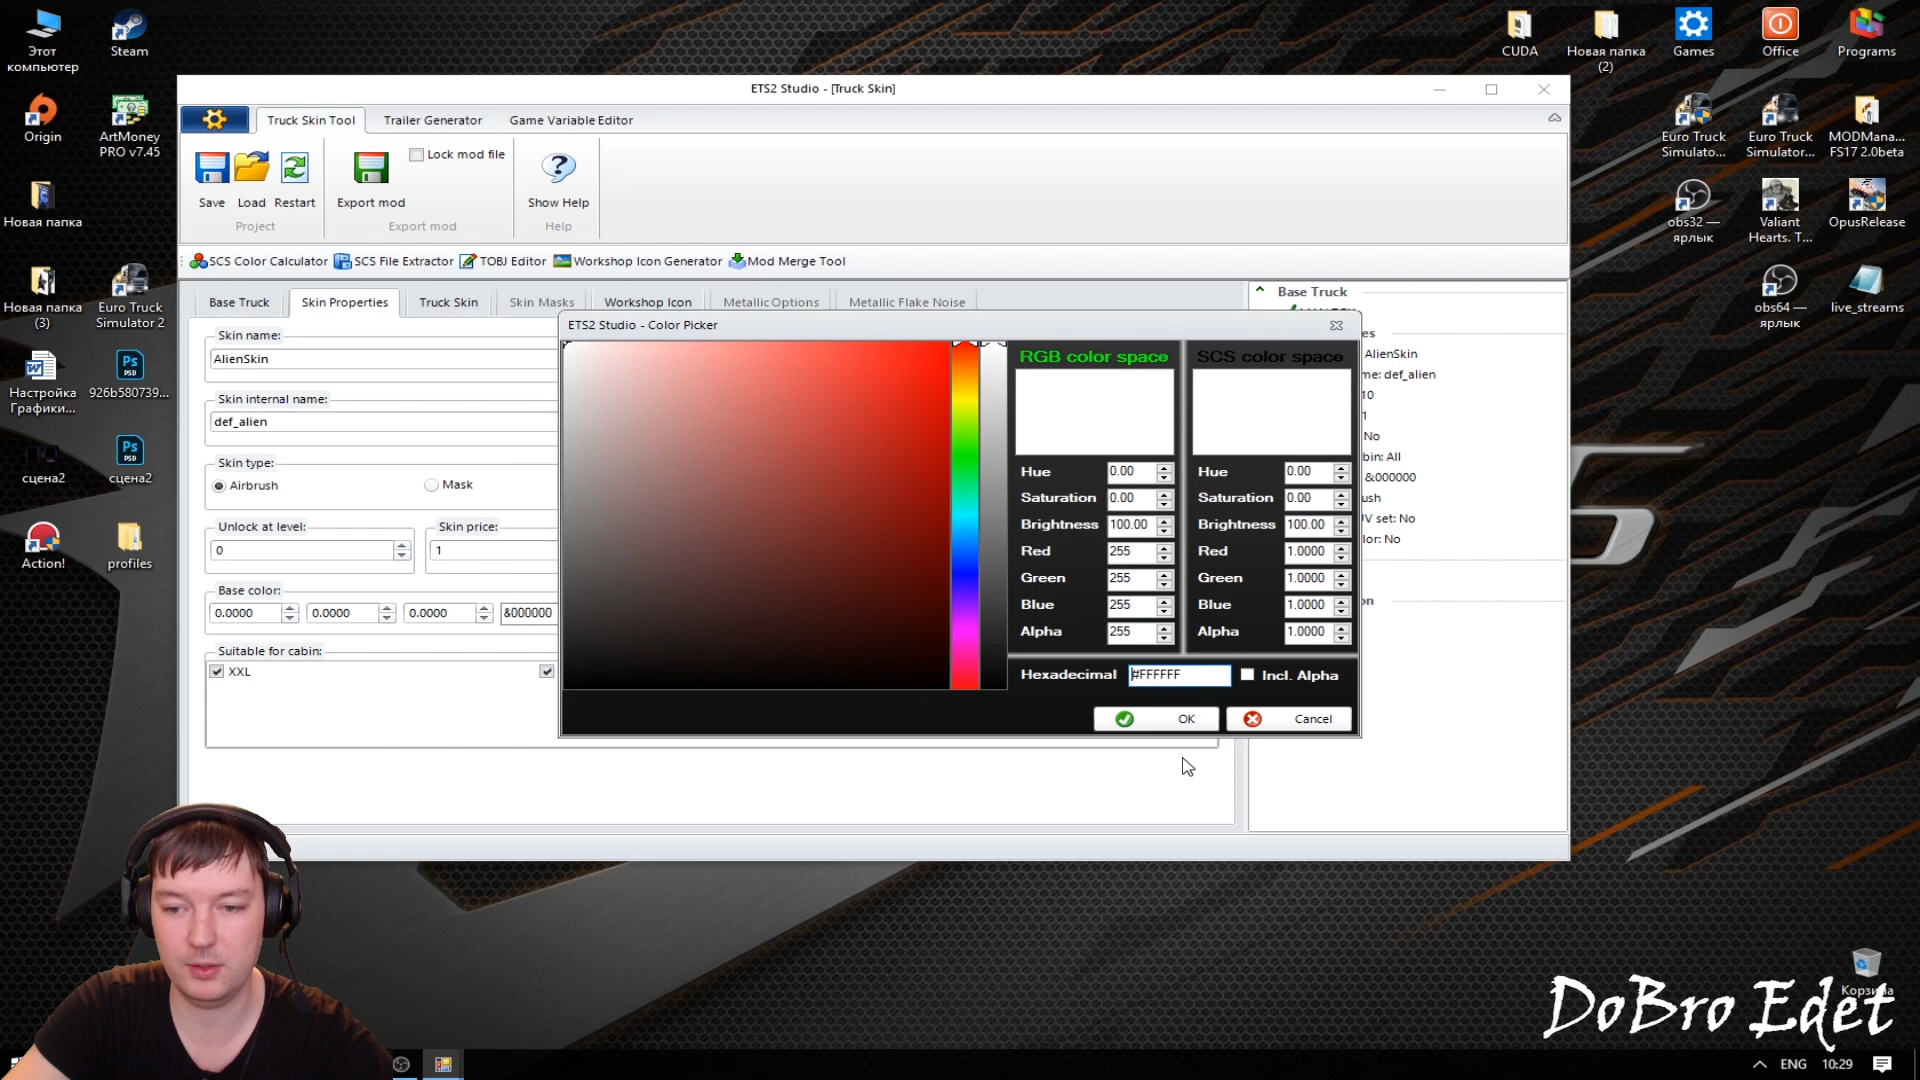 Этот
компьютер
Steam
Origin
ArtMoney
PRO v7.45
Новая папка
Новая папка
(3)
Euro Truck
Simulator 2
Настройка
Графики...
926b580739...
сцена2
сцена2
Action!
profiles
CUDA
Новая папка
(2)
Games
Office
Programs
Euro Truck
Simulato...
Euro Truck
Simulator...
MODMana...
FS17 2.0beta
obs32 —
ярлык
Valiant
Hearts. T...
OpusRelease
obs64 —
ярлык
live_streams
Корзина
ETS2 Studio - [Truck Skin]
Truck Skin Tool
Trailer Generator
Game Variable Editor
Save
Load
Restart
Project
Export mod
Lock mod file
Export mod
Show Help
Help
SCS Color Calculator
SCS File Extractor
TOBJ Editor
Workshop Icon Generator
Mod Merge Tool
Base Truck
Skin Properties
Truck Skin
Skin Masks
Workshop Icon
Metallic Options
Metallic Flake Noise
Skin name:
AlienSkin
Skin internal name:
def_alien
Skin type:
Airbrush
Mask
Unlock at level:
0
Skin price:
1
Base color:
0.0000
0.0000
0.0000
&000000
Suitable for cabin:
XXL
ETS2 Studio - Color Picker
RGB color space
Hue 0.00
Saturation 0.00
Brightness 100.00
Red 255
Green 255
Blue 255
Alpha 255
SCS color space
Hue 0.00
Saturation 0.00
Brightness 100.00
Red 1.0000
Green 1.0000
Blue 1.0000
Alpha 1.0000
Hexadecimal #FFFFFF
Incl. Alpha
OK
Cancel
Base Truck
es
AlienSkin
me: def_alien
10
1
No
bin: All
&000000
ush
UV set: No
lor: No
on
DoBro Edet
ENG
10:29